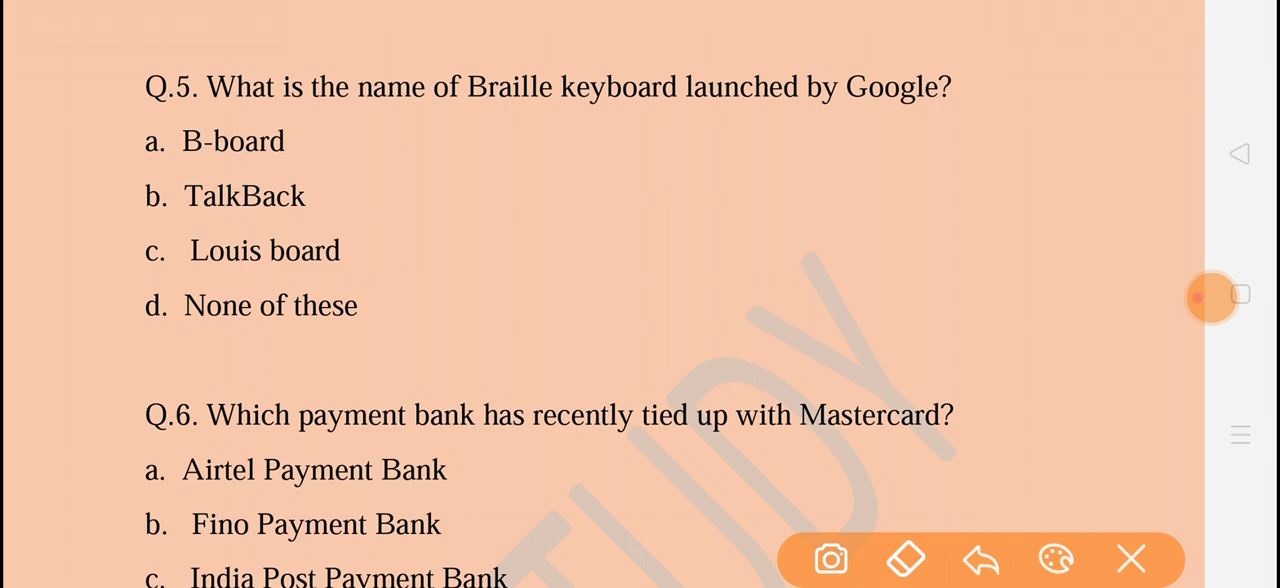 Q.5. What is the name of Braille keyboard launched by Google?
a. B-board
b. TalkBack
c. Louis board
d. None of these
Q.6. Which payment bank has recently tied up with Mastercard?
a. Airtel Payment Bank
b. Fino Payment Bank
c. India Post Payment Bank
TUDY